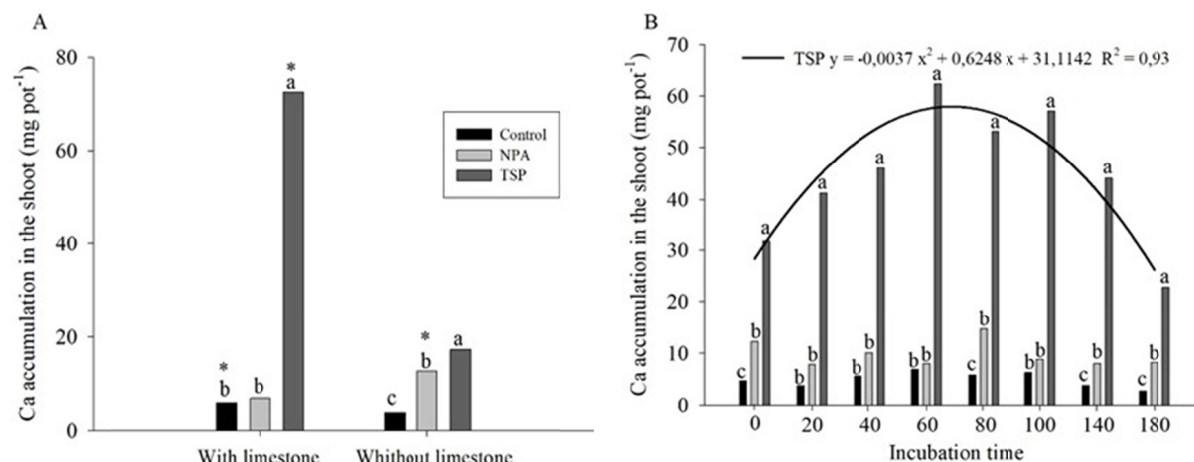 A
Ca accumulation in the shoot (mg pot-1)
80
60
40
20
0
Control
NPA
TSP
*
a
*
b
b
c
*
b
a
With limestone
Whithout limestone
B
Ca accumulation in the shoot (mg pot-1)
70
60
50
40
30
20
10
0
TSP y = -0,0037 x2 + 0,6248 x + 31,1142 R2 = 0,93
c b a
b b a
b b a
b b a
c b a
b b a
c b a
c b a
0 20 40 60 80 100 140 180
Incubation time